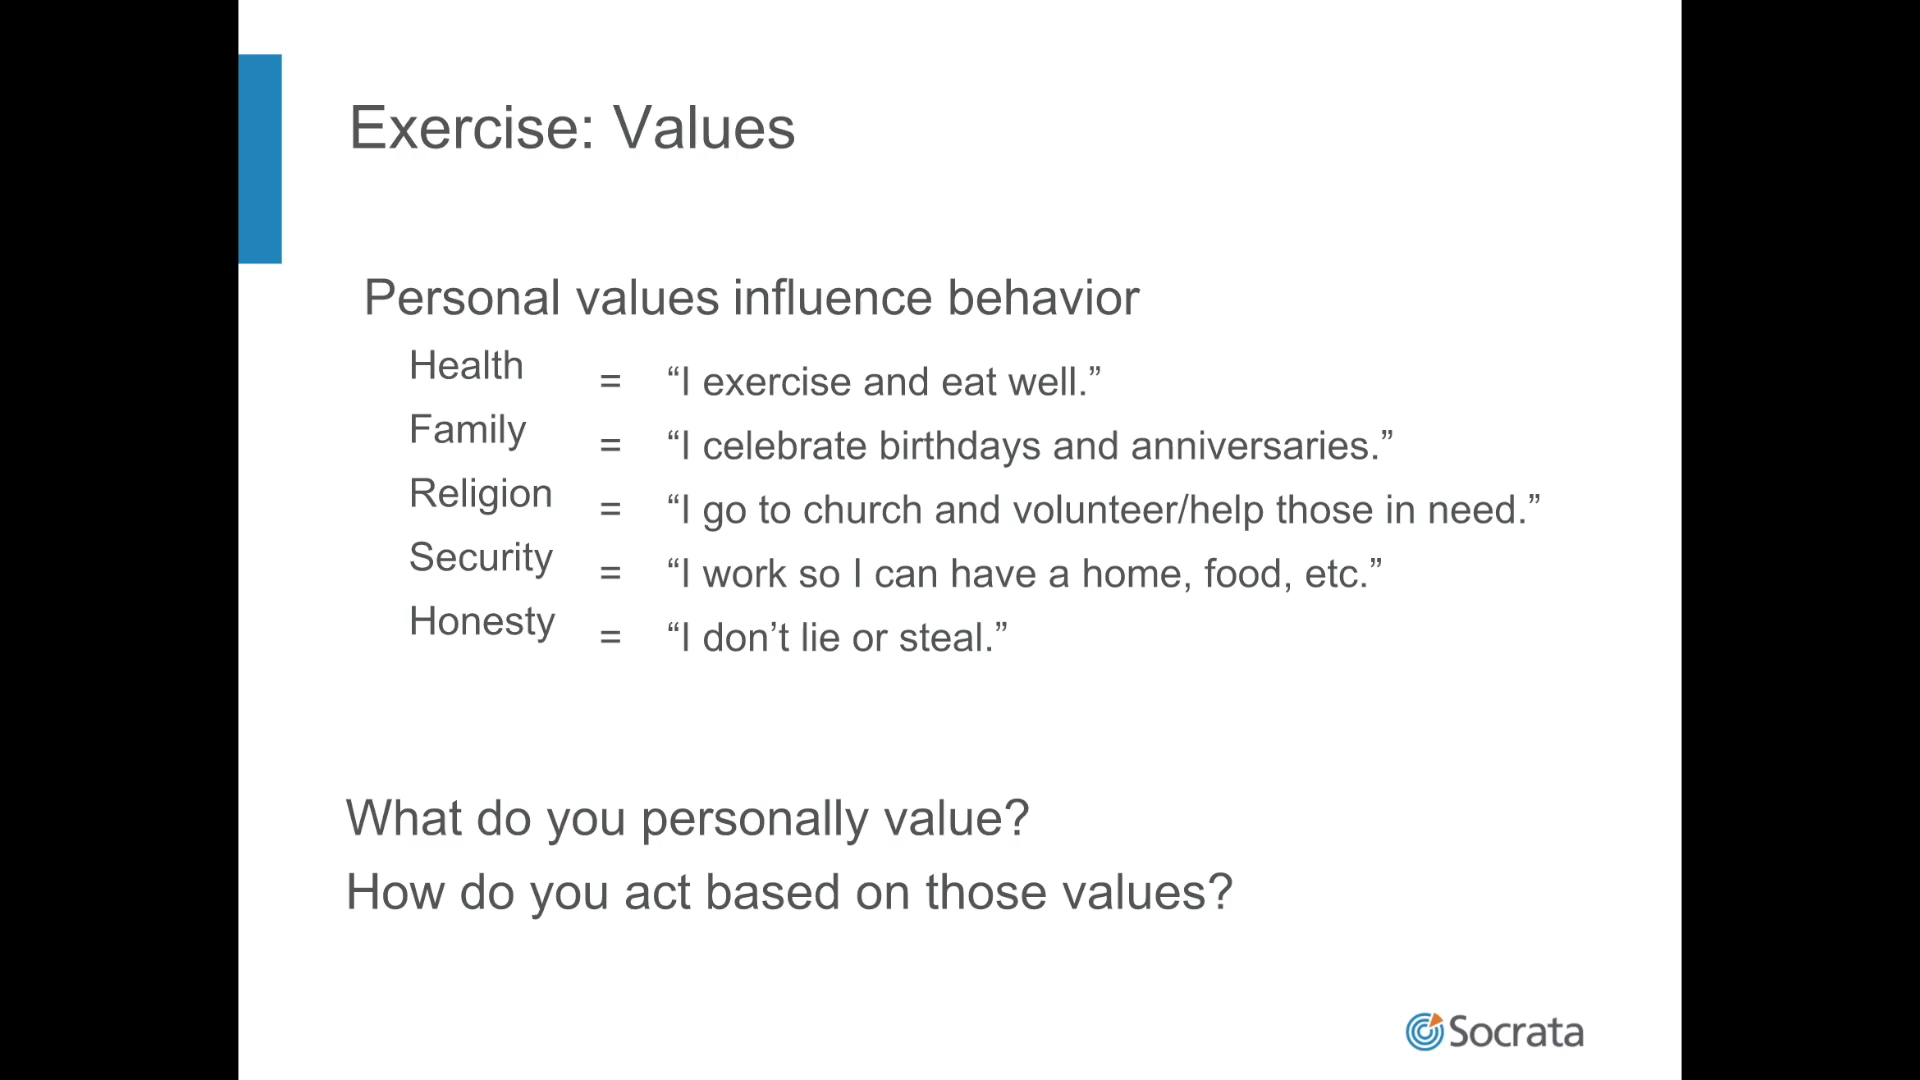 Exercise: Values
Personal values influence behavior
Health = “I exercise and eat well.”
Family = “I celebrate birthdays and anniversaries.”
Religion = “I go to church and volunteer/help those in need.”
Security = “I work so I can have a home, food, etc.”
Honesty = “I don’t lie or steal.”
What do you personally value?
How do you act based on those values?
Socrata